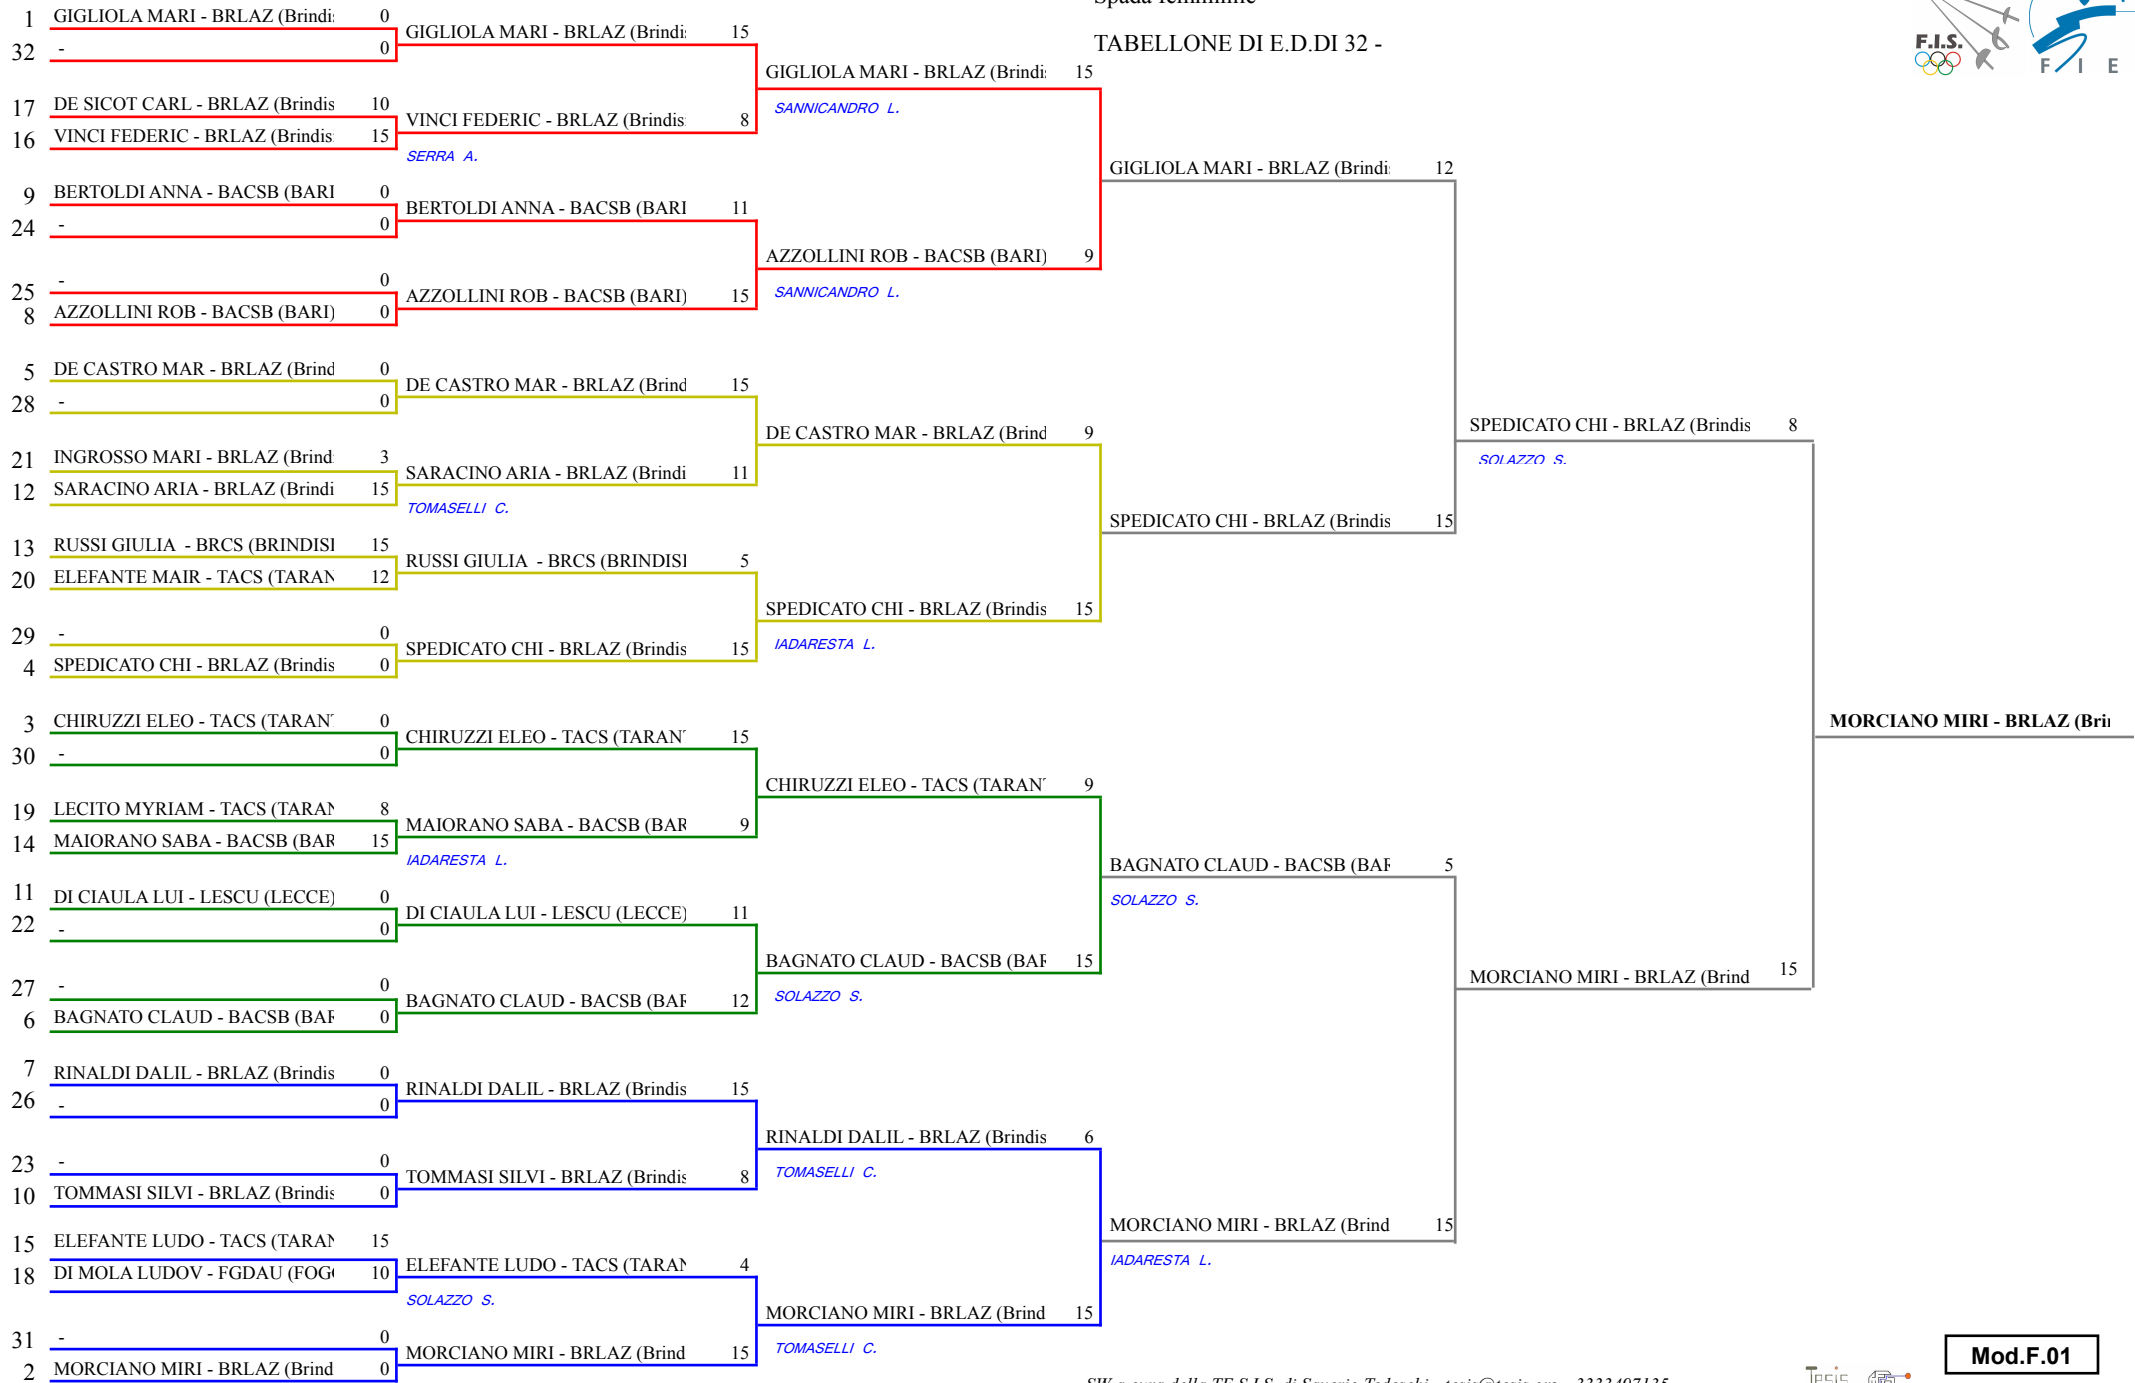 Spada femminile
TABELLONE DI E.D.DI 32 -
F.I.S.
F I E
1 GIGLIOLA MARI - BRLAZ (Brindi 0
32 - 0
17 DE SICOT CARL - BRLAZ (Brindis 10
16 VINCI FEDERIC - BRLAZ (Brindis 15
9 BERTOLDI ANNA - BACSB (BARI 0
24 - 0
25 - 0
8 AZZOLLINI ROB - BACSB (BARI) 0
5 DE CASTRO MAR - BRLAZ (Brind 0
28 - 0
21 INGROSSO MARI - BRLAZ (Brind 3
12 SARACINO ARIA - BRLAZ (Brindi 15
13 RUSSI GIULIA - BRCS (BRINDISI 15
20 ELEFANTE MAIR - TACS (TARAN 12
29 - 0
4 SPEDICATO CHI - BRLAZ (Brindis 0
3 CHIRUZZI ELEO - TACS (TARAN 0
30 - 0
19 LECITO MYRIAM - TACS (TARAN 8
14 MAIORANO SABA - BACSB (BAR 15
11 DI CIAULA LUI - LESCU (LECCE) 0
22 - 0
27 - 0
6 BAGNATO CLAUD - BACSB (BAR 0
7 RINALDI DALIL - BRLAZ (Brindis 0
26 - 0
23 - 0
10 TOMMASI SILVI - BRLAZ (Brindis 0
15 ELEFANTE LUDO - TACS (TARAN 15
18 DI MOLA LUDOV - FGDAU (FOG 10
31 - 0
2 MORCIANO MIRI - BRLAZ (Brind 0
GIGLIOLA MARI - BRLAZ (Brindi 15
VINCI FEDERIC - BRLAZ (Brindis 8
SERRA A.
BERTOLDI ANNA - BACSB (BARI 11
AZZOLLINI ROB - BACSB (BARI) 15
DE CASTRO MAR - BRLAZ (Brind 15
SARACINO ARIA - BRLAZ (Brindi 11
TOMASELLI C.
RUSSI GIULIA - BRCS (BRINDISI 5
SPEDICATO CHI - BRLAZ (Brindis 15
CHIRUZZI ELEO - TACS (TARAN 15
MAIORANO SABA - BACSB (BAR 9
IADARESTA L.
DI CIAULA LUI - LESCU (LECCE) 11
BAGNATO CLAUD - BACSB (BAR 12
RINALDI DALIL - BRLAZ (Brindis 15
TOMMASI SILVI - BRLAZ (Brindis 8
ELEFANTE LUDO - TACS (TARAN 4
SOLAZZO S.
MORCIANO MIRI - BRLAZ (Brind 15
GIGLIOLA MARI - BRLAZ (Brindi 15
SANNICANDRO L.
AZZOLLINI ROB - BACSB (BARI) 9
SANNICANDRO L.
DE CASTRO MAR - BRLAZ (Brind 9
SPEDICATO CHI - BRLAZ (Brindis 15
IADARESTA L.
CHIRUZZI ELEO - TACS (TARAN 9
BAGNATO CLAUD - BACSB (BAR 15
SOLAZZO S.
RINALDI DALIL - BRLAZ (Brindis 6
TOMASELLI C.
MORCIANO MIRI - BRLAZ (Brind 15
TOMASELLI C.
GIGLIOLA MARI - BRLAZ (Brindi 12
SPEDICATO CHI - BRLAZ (Brindis 15
BAGNATO CLAUD - BACSB (BAR 5
SOLAZZO S.
MORCIANO MIRI - BRLAZ (Brind 15
IADARESTA L.
SPEDICATO CHI - BRLAZ (Brindis 8
SOLAZZO S.
MORCIANO MIRI - BRLAZ (Brind 15
MORCIANO MIRI - BRLAZ (Bri
Mod.F.01
SW a cura della TE.S.I.S. di Saverio Tedeschi - tesis@tesis.org - 3333497135
Tesis